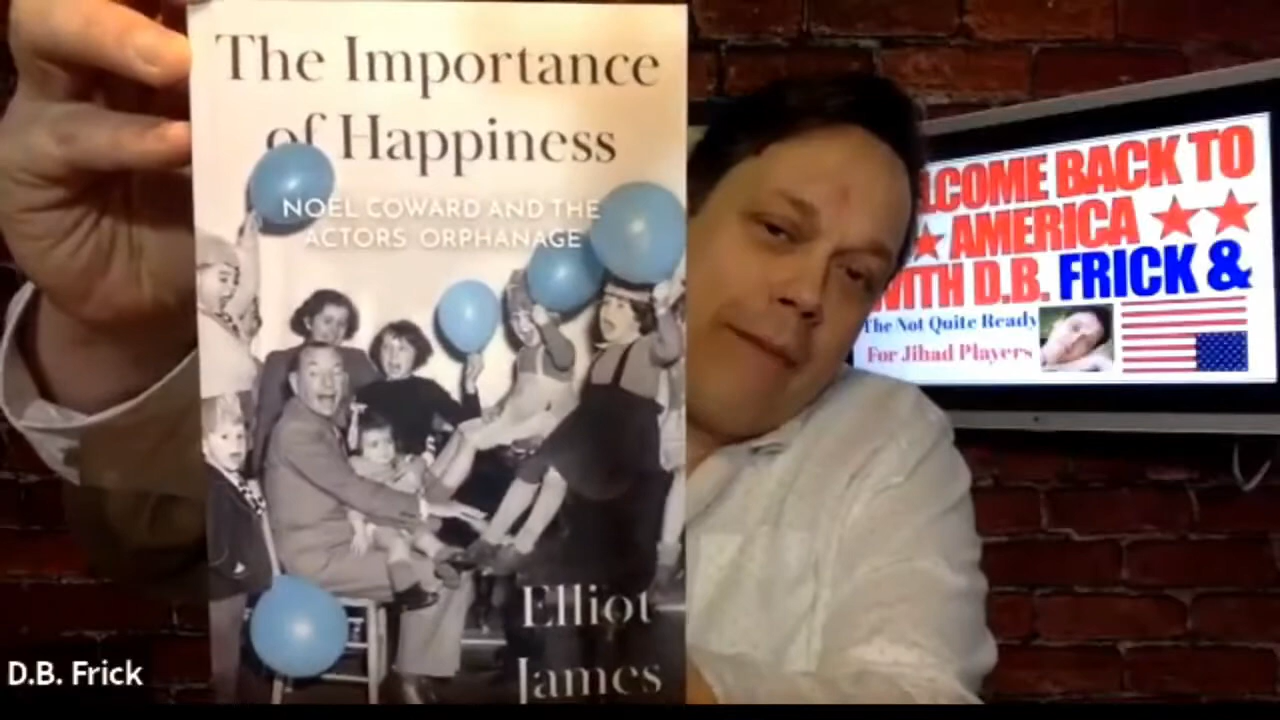 The Importance
of Happiness
NOËL COWARD AND THE
ACTORS' ORPHANAGE
Elliot
James
LCOME BACK TO
AMERICA
WITH D.B. FRICK &
The Not Quite Ready
For Jihad Players
D.B. Frick